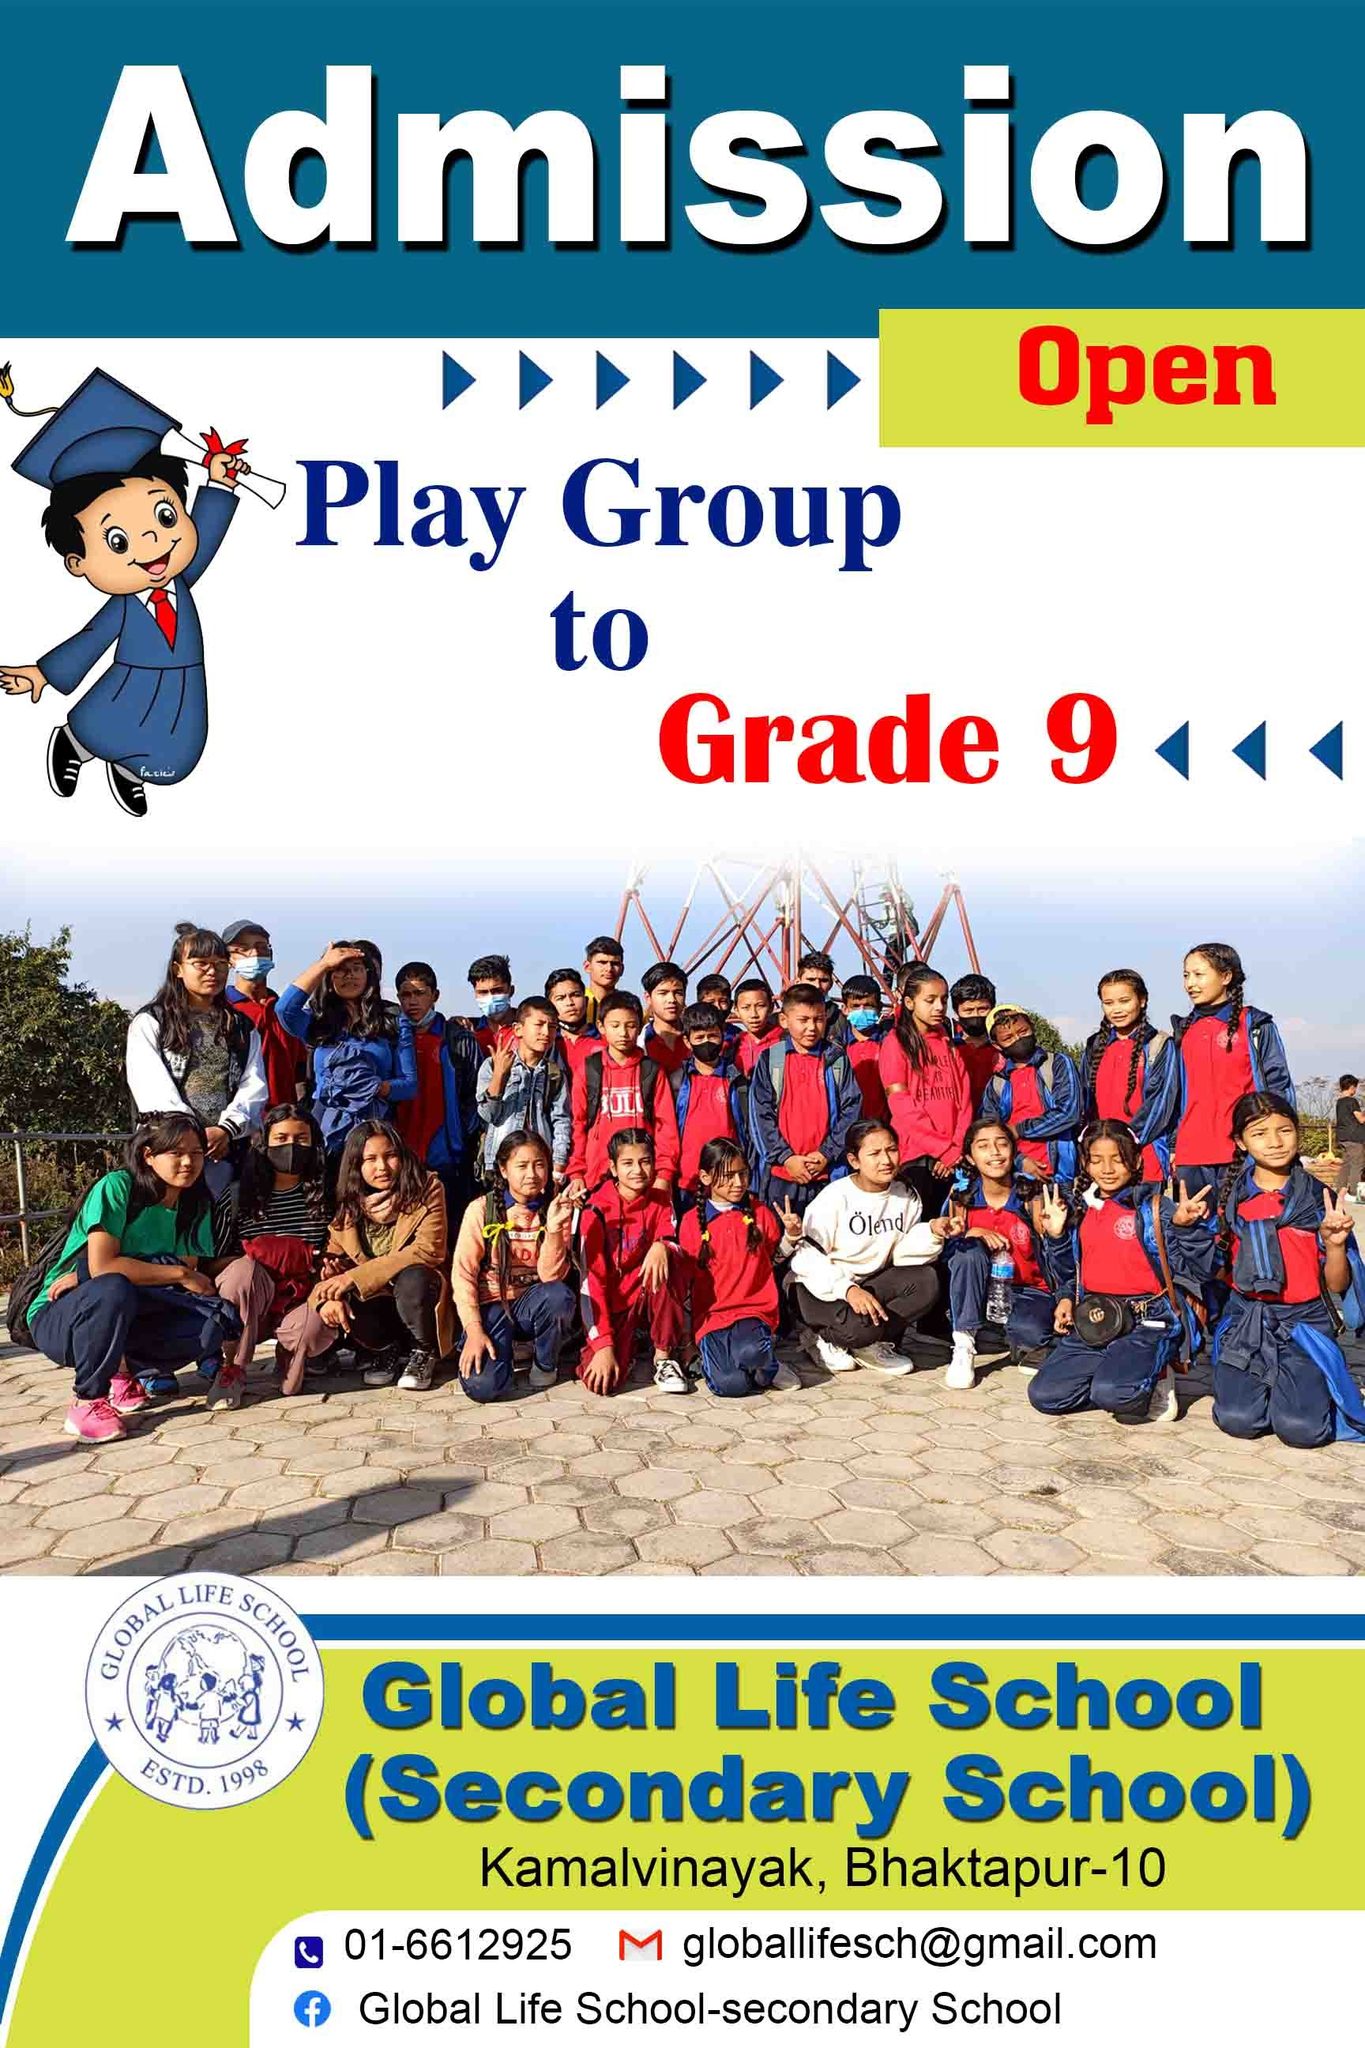 Admission
Open
Play Group
to
Grade 9
Ölend
GLOBAL LIFE SCHOOL
ESTD. 1998
Global Life School
(Secondary School)
Kamalvinayak, Bhaktapur-10
01-6612925 globallifesch@gmail.com
Global Life School-secondary School